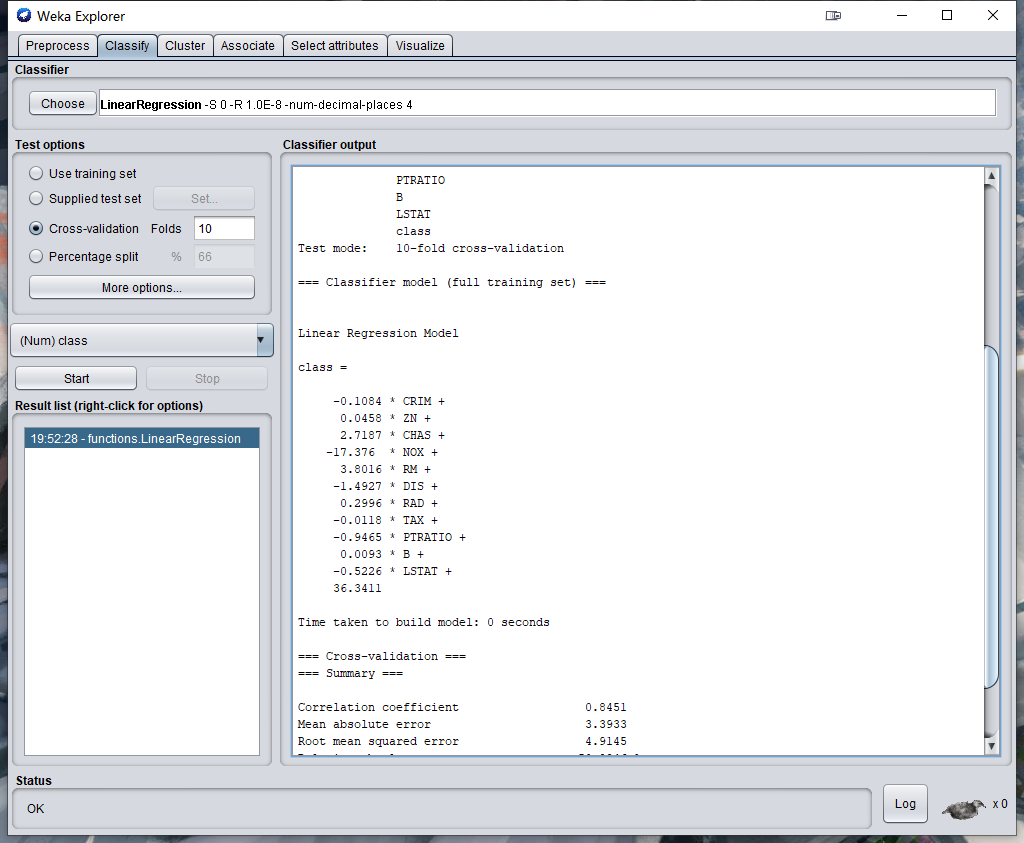 Weka Explorer
Preprocess Classify Cluster Associate Select attributes Visualize
Classifier
Choose LinearRegression -S 0 -R 1.0E-8 -num-decimal-places 4
Test options
Use training set
Supplied test set Set...
Cross-validation Folds 10
Percentage split % 66
More options...
(Num) class
Start Stop
Result list (right-click for options)
19:52:28 - functions.LinearRegression
Classifier output
PTRATIO
B
LSTAT
class
Test mode: 10-fold cross-validation
=== Classifier model (full training set) ===
Linear Regression Model
class =
-0.1084 * CRIM +
0.0458 * ZN +
2.7187 * CHAS +
-17.376 * NOX +
3.8016 * RM +
-1.4927 * DIS +
0.2996 * RAD +
-0.0118 * TAX +
-0.9465 * PTRATIO +
0.0093 * B +
-0.5226 * LSTAT +
36.3411
Time taken to build model: 0 seconds
=== Cross-validation ===
=== Summary ===
Correlation coefficient 0.8451
Mean absolute error 3.3933
Root mean squared error 4.9145
Status
OK
Log
x 0